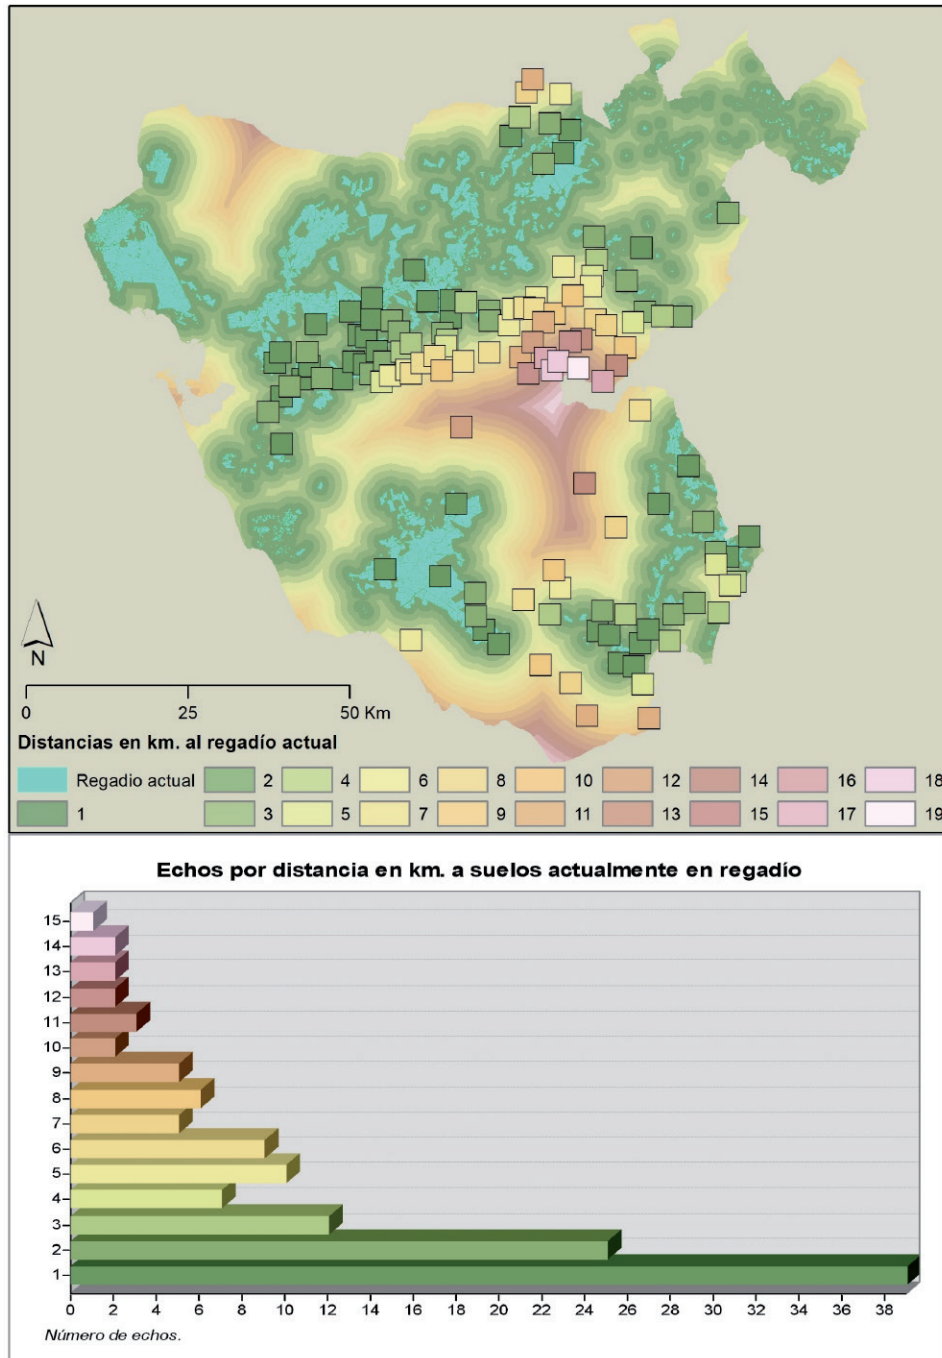 N
0 25 50 Km
Distancias en km. al regadío actual
Regadio actual 2 4 6 8 10 12 14 16 18
1 3 5 7 9 11 13 15 17 19
Echos por distancia en km. a suelos actualmente en regadío
15
14
13
12
11
10
9
8
7
6
5
4
3
2
1
0 2 4 6 8 10 12 14 16 18 20 22 24 26 28 30 32 34 36 38
Número de echos.